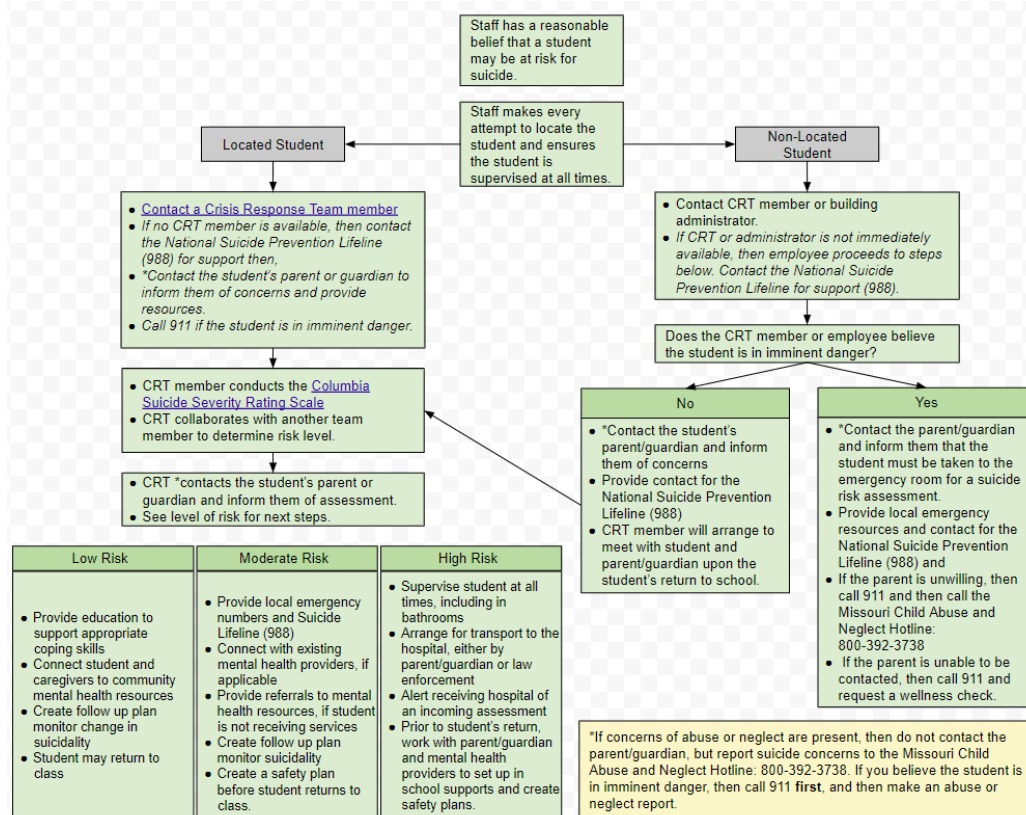 Staff has a reasonable
belief that a student
may be at risk for
suicide.
Staff makes every
attempt to locate the
student and ensures
the student is
supervised at all times.
Located Student
Non-Located
Student
• Contact a Crisis Response Team member
• If no CRT member is available, then contact
the National Suicide Prevention Lifeline
(988) for support then,
• *Contact the student's parent or guardian to
inform them of concerns and provide
resources.
• Call 911 if the student is in imminent danger.
• Contact CRT member or building
administrator.
• If CRT or administrator is not immediately
available, then employee proceeds to steps
below. Contact the National Suicide
Prevention Lifeline for support (988).
Does the CRT member or employee believe
the student is in imminent danger?
• CRT member conducts the Columbia
Suicide Severity Rating Scale
• CRT collaborates with another team
member to determine risk level.
• CRT *contacts the student's parent or
guardian and inform them of assessment.
• See level of risk for next steps.
No
• *Contact the student's
parent/guardian and inform
them of concerns
• Provide contact for the
National Suicide Prevention
Lifeline (988)
• CRT member will arrange to
meet with student and
parent/guardian upon the
student's return to school.
Yes
• *Contact the parent/guardian
and inform them that the
student must be taken to the
emergency room for a suicide
risk assessment.
• Provide local emergency
resources and contact for the
National Suicide Prevention
Lifeline (988) and
• If the parent is unwilling, then
call 911 and then call the
Missouri Child Abuse and
Neglect Hotline:
800-392-3738
• If the parent is unable to be
contacted, then call 911 and
request a wellness check.
Low Risk
• Provide education to
support appropriate
coping skills
• Connect student and
caregivers to community
mental health resources
• Create follow up plan
monitor change in
suicidality
• Student may return to
class
Moderate Risk
• Provide local emergency
numbers and Suicide
Lifeline (988)
• Connect with existing
mental health providers, if
applicable
• Provide referrals to mental
health resources, if student
is not receiving services
• Create follow up plan
monitor suicidality
• Create a safety plan
before student returns to
class.
High Risk
• Supervise student at all
times, including in
bathrooms
• Arrange for transport to the
hospital, either by
parent/guardian or law
enforcement
• Alert receiving hospital of
an incoming assessment
• Prior to student's return,
work with parent/guardian
and mental health
providers to set up in
school supports and create
safety plans.
*If concerns of abuse or neglect are present, then do not contact the
parent/guardian, but report suicide concerns to the Missouri Child
Abuse and Neglect Hotline: 800-392-3738. If you believe the student is
in imminent danger, then call 911 first, and then make an abuse or
neglect report.